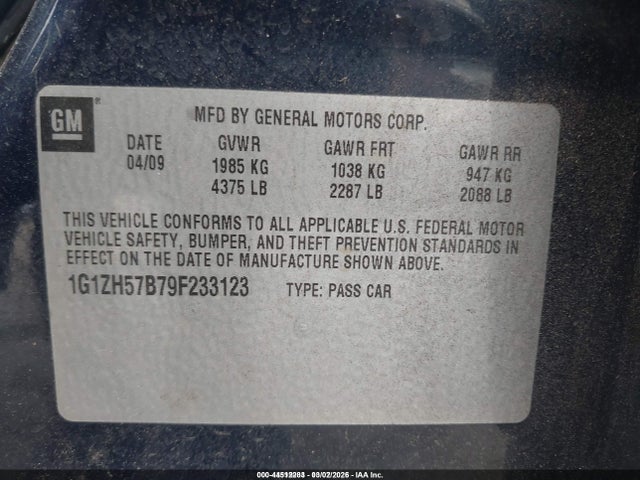 GM®
MFD BY GENERAL MOTORS CORP.
DATE GVWR GAWR FRT GAWR RR
04/09 1985 KG 1038 KG 947 KG
4375 LB 2287 LB 2088 LB
THIS VEHICLE CONFORMS TO ALL APPLICABLE U.S. FEDERAL MOTOR
VEHICLE SAFETY, BUMPER, AND THEFT PREVENTION STANDARDS IN
EFFECT ON THE DATE OF MANUFACTURE SHOWN ABOVE.
1G1ZH57B79F233123 TYPE: PASS CAR
IAA, Inc.